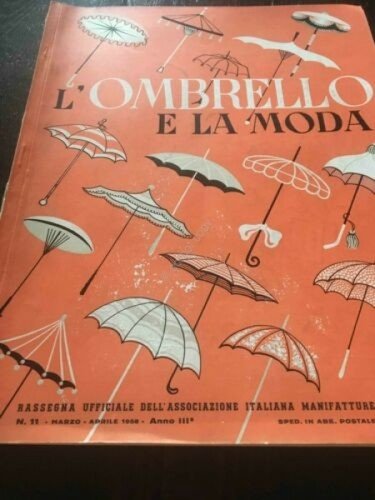 L'OMBRELLO
E LA MODA
RASSEGNA UFFICIALE DELL'ASSOCIAZIONE ITALIANA MANIFATTURE
N. 11 - MARZO - APRILE 1958 - Anno III°
SPED. IN ABB. POSTALE